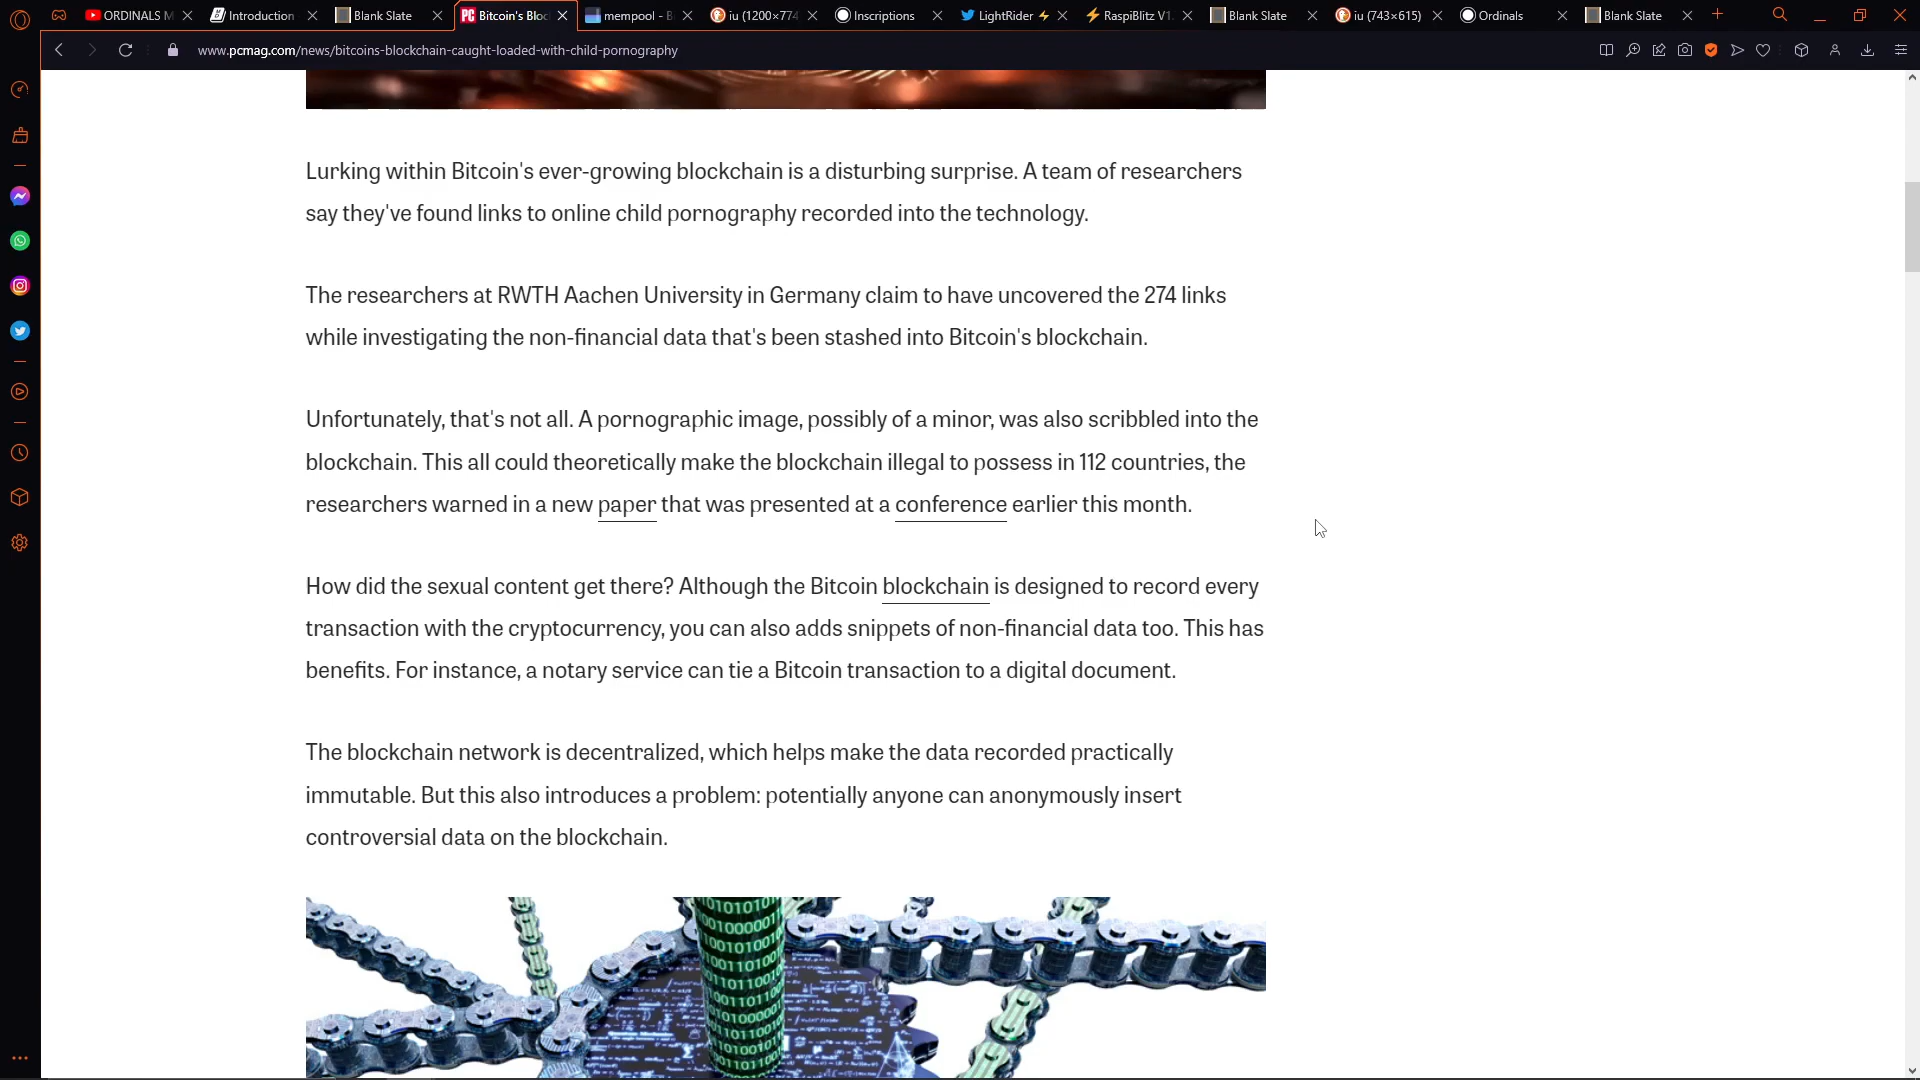 ORDINALS M
Introduction
Blank Slate
Bitcoin's Bloc
mempool - B
iu (1200×774
Inscriptions
LightRider ⚡
RaspiBlitz V1.
Blank Slate
iu (743×615)
Ordinals
Blank Slate
www.pcmag.com/news/bitcoins-blockchain-caught-loaded-with-child-pornography
Lurking within Bitcoin's ever-growing blockchain is a disturbing surprise. A team of researchers
say they've found links to online child pornography recorded into the technology.
The researchers at RWTH Aachen University in Germany claim to have uncovered the 274 links
while investigating the non-financial data that's been stashed into Bitcoin's blockchain.
Unfortunately, that's not all. A pornographic image, possibly of a minor, was also scribbled into the
blockchain. This all could theoretically make the blockchain illegal to possess in 112 countries, the
researchers warned in a new paper that was presented at a conference earlier this month.
How did the sexual content get there? Although the Bitcoin blockchain is designed to record every
transaction with the cryptocurrency, you can also adds snippets of non-financial data too. This has
benefits. For instance, a notary service can tie a Bitcoin transaction to a digital document.
The blockchain network is decentralized, which helps make the data recorded practically
immutable. But this also introduces a problem: potentially anyone can anonymously insert
controversial data on the blockchain.